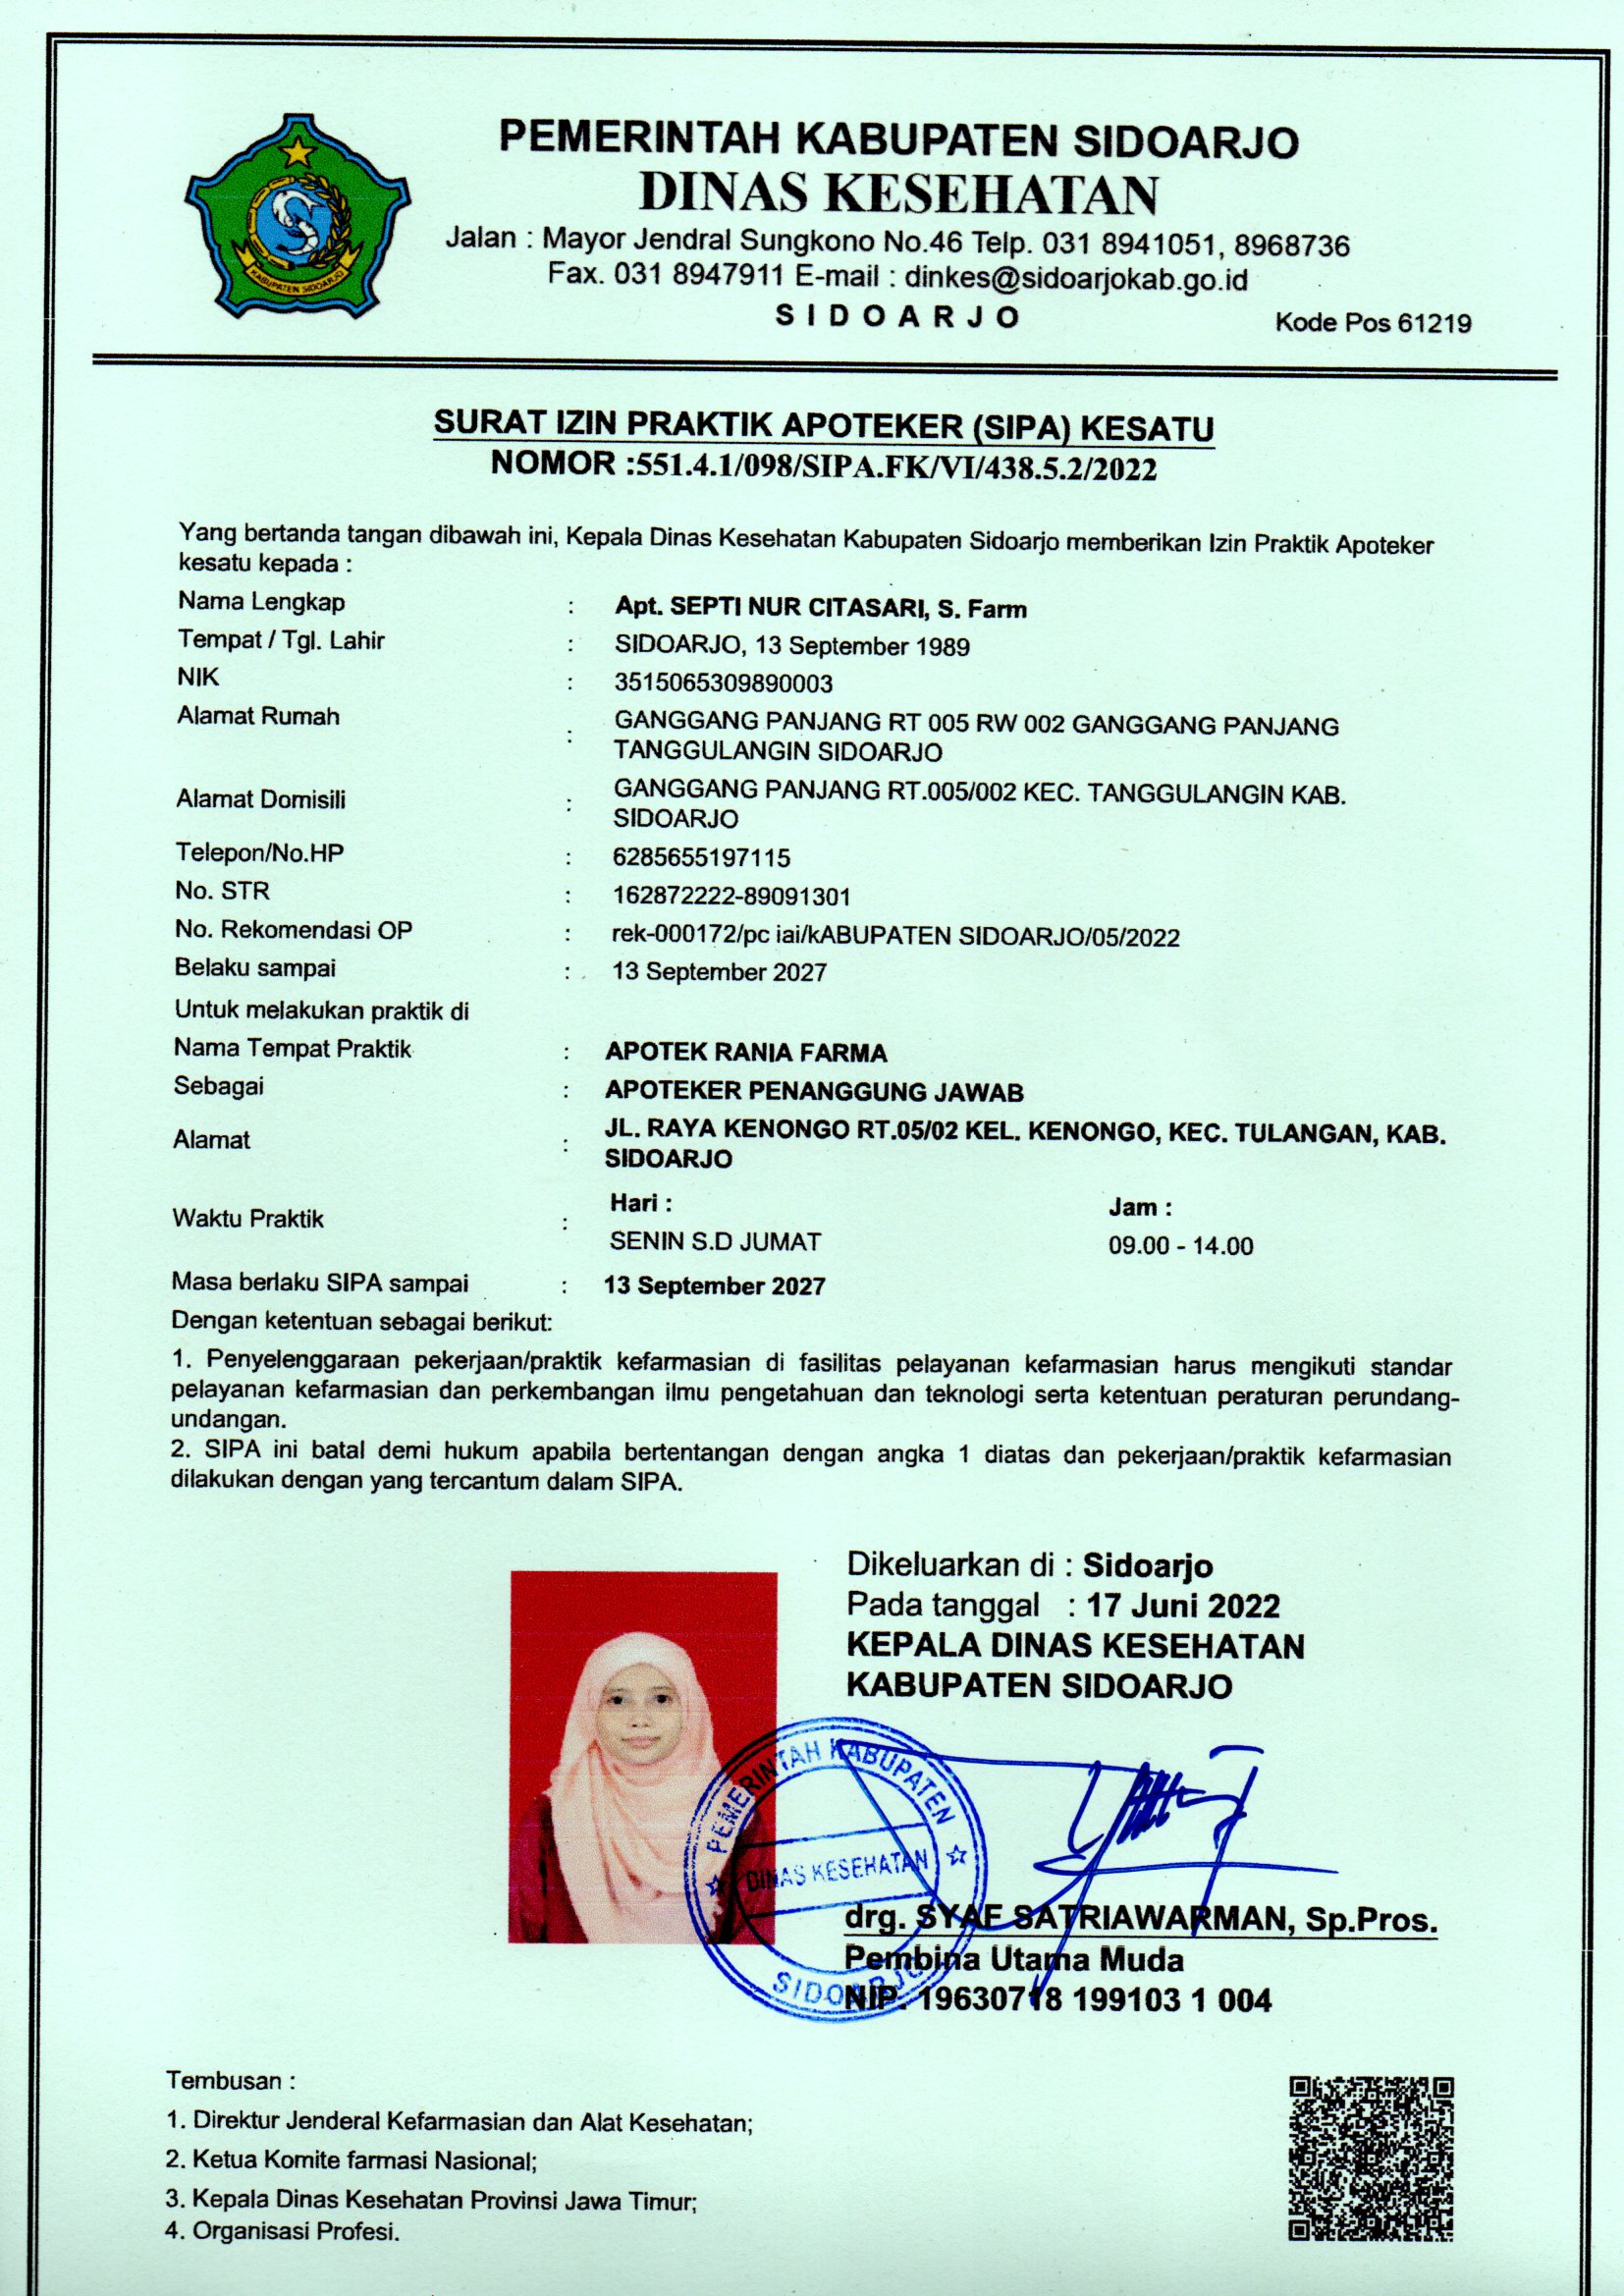 PEMERINTAH KABUPATEN SIDOARJO
DINAS KESEHATAN
Jalan : Mayor Jendral Sungkono No.46 Telp. 031 8941051, 8968736
Fax. 031 8947911 E-mail : dinkes@sidoarjokab.go.id
SIDOARJO Kode Pos 61219
KABUPATEN SIDOARJO
SURAT IZIN PRAKTIK APOTEKER (SIPA) KESATU
NOMOR :551.4.1/098/SIPA.FK/VI/438.5.2/2022
Yang bertanda tangan dibawah ini, Kepala Dinas Kesehatan Kabupaten Sidoarjo memberikan Izin Praktik Apoteker
kesatu kepada :
Nama Lengkap : Apt. SEPTI NUR CITASARI, S. Farm
Tempat / Tgl. Lahir : SIDOARJO, 13 September 1989
NIK : 3515065309890003
Alamat Rumah : GANGGANG PANJANG RT 005 RW 002 GANGGANG PANJANG
TANGGULANGIN SIDOARJO
Alamat Domisili : GANGGANG PANJANG RT.005/002 KEC. TANGGULANGIN KAB.
SIDOARJO
Telepon/No.HP : 6285655197115
No. STR : 162872222-89091301
No. Rekomendasi OP : rek-000172/pc iai/kABUPATEN SIDOARJO/05/2022
Belaku sampai : 13 September 2027
Untuk melakukan praktik di
Nama Tempat Praktik : APOTEK RANIA FARMA
Sebagai : APOTEKER PENANGGUNG JAWAB
Alamat : JL. RAYA KENONGO RT.05/02 KEL. KENONGO, KEC. TULANGAN, KAB.
SIDOARJO
Waktu Praktik : Hari : Jam :
SENIN S.D JUMAT 09.00 - 14.00
Masa berlaku SIPA sampai : 13 September 2027
Dengan ketentuan sebagai berikut:
1. Penyelenggaraan pekerjaan/praktik kefarmasian di fasilitas pelayanan kefarmasian harus mengikuti standar
pelayanan kefarmasian dan perkembangan ilmu pengetahuan dan teknologi serta ketentuan peraturan perundang-
undangan.
2. SIPA ini batal demi hukum apabila bertentangan dengan angka 1 diatas dan pekerjaan/praktik kefarmasian
dilakukan dengan yang tercantum dalam SIPA.
Dikeluarkan di : Sidoarjo
Pada tanggal : 17 Juni 2022
KEPALA DINAS KESEHATAN
KABUPATEN SIDOARJO
PEMERINTAH KABUPATEN
DINAS KESEHATAN
SIDOARJO
drg. SYAF SATRIAWARMAN, Sp.Pros.
Pembina Utama Muda
NIP. 19630718 199103 1 004
Tembusan :
1. Direktur Jenderal Kefarmasian dan Alat Kesehatan;
2. Ketua Komite farmasi Nasional;
3. Kepala Dinas Kesehatan Provinsi Jawa Timur;
4. Organisasi Profesi.